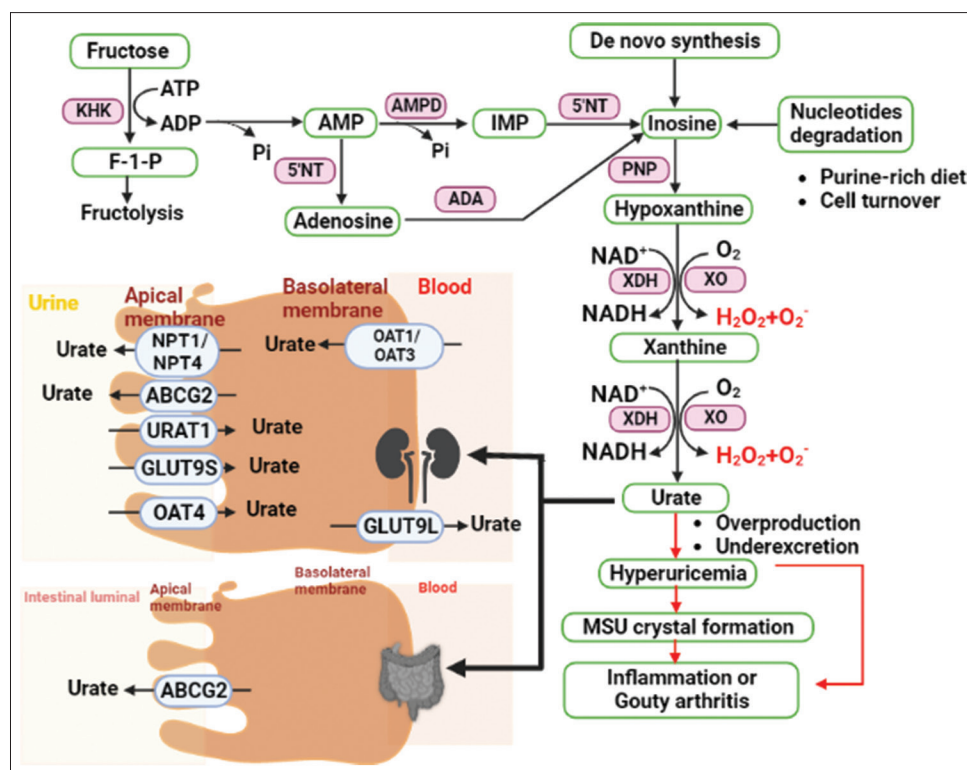 Fructose
De novo synthesis
KHK
ATP
ADP
Pi
AMP
AMPD
Pi
IMP
5'NT
Inosine
Nucleotides
degradation
• Purine-rich diet
• Cell turnover
F-1-P
Fructolysis
5'NT
Adenosine
ADA
PNP
Hypoxanthine
NAD⁺
O₂
XDH
XO
NADH
H₂O₂+O₂⁻
Xanthine
NAD⁺
O₂
XDH
XO
NADH
H₂O₂+O₂⁻
Urate
• Overproduction
• Underexcretion
Hyperuricemia
MSU crystal formation
Inflammation or
Gouty arthritis
Urine
Apical
membrane
Basolateral
membrane
Blood
Urate
NPT1/
NPT4
Urate
OAT1/
OAT3
Urate
ABCG2
URAT1
Urate
GLUT9S
Urate
OAT4
Urate
GLUT9L
Urate
Intestinal luminal
Apical
membrane
Basolateral
membrane
Blood
Urate
ABCG2